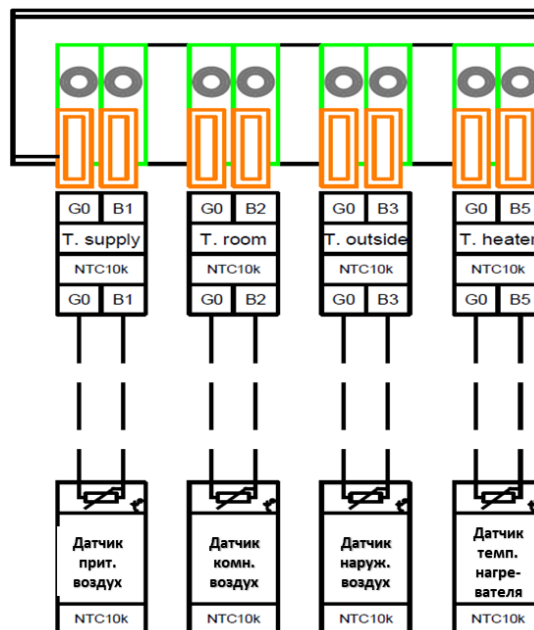 G0 B1 G0 B2 G0 B3 G0 B5
T. supply T. room T. outside T. heater
NTC10k NTC10k NTC10k NTC10k
G0 B1 G0 B2 G0 B3 G0 B5
t° t° t° t°
Датчик Датчик Датчик Датчик
прит. комн. наруж. темп.
воздух воздух воздух нагре-
вателя
NTC10k NTC10k NTC10k NTC10k